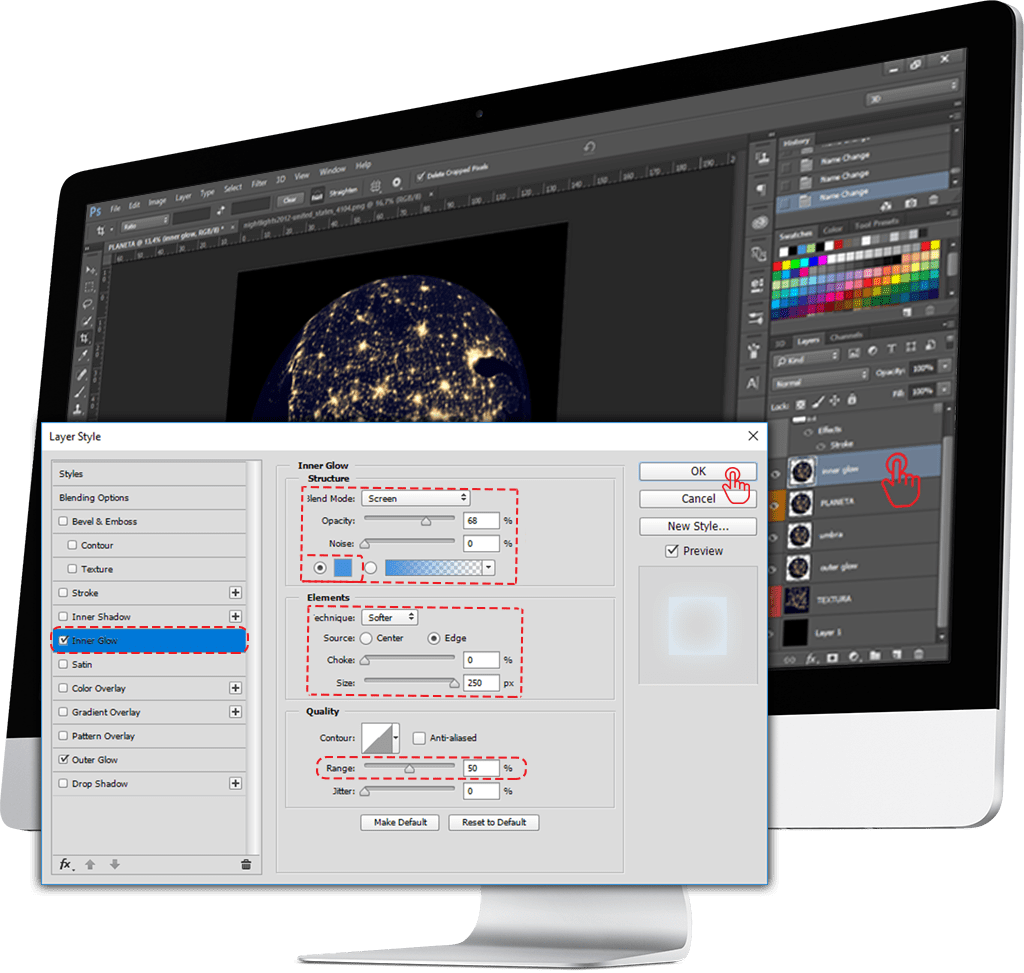 Ps File Edit Image Layer Type Select Filter 3D View Window Help
Ratio Clear Straighten Delete Cropped Pixels
3D
PLANETA @ 13.4% (inner glow, RGB/8) *
nightlights2012-united_states_4104.png @ 16.7% (RGB/8)
History
Name Change
Name Change
Name Change
Swatches Color Tool Presets
3D Layers Channels
Kind
Normal Opacity: 100%
Lock: Fill: 100%
Effects
Stroke
inner glow
PLANETA
umbra
outer glow
TEXTURA
Layer 1
fx
Layer Style
Styles
Blending Options
Bevel & Emboss
Contour
Texture
Stroke
Inner Shadow
Inner Glow
Satin
Color Overlay
Gradient Overlay
Pattern Overlay
Outer Glow
Drop Shadow
fx
Inner Glow
Structure
Blend Mode: Screen
Opacity: 68 %
Noise: 0 %
Elements
Technique: Softer
Source: Center Edge
Choke: 0 %
Size: 250 px
Quality
Contour: Anti-aliased
Range: 50 %
Jitter: 0 %
Make Default Reset to Default
OK
Cancel
New Style...
Preview